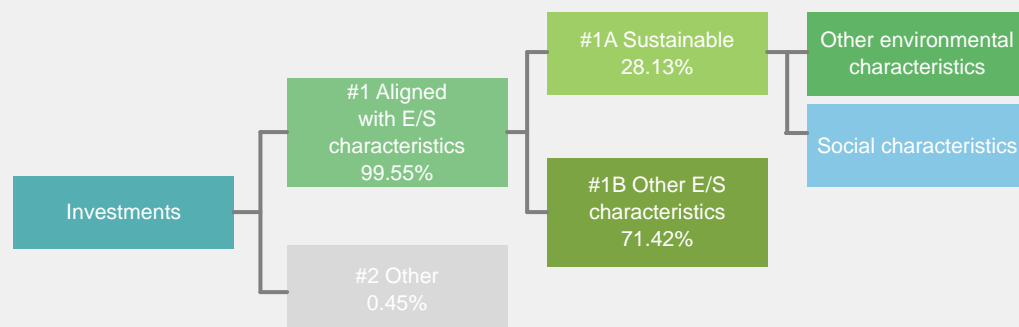 Investments
#1 Aligned
with E/S
characteristics
99.55%
#2 Other
0.45%
#1A Sustainable
28.13%
#1B Other E/S
characteristics
71.42%
Other environmental
characteristics
Social characteristics